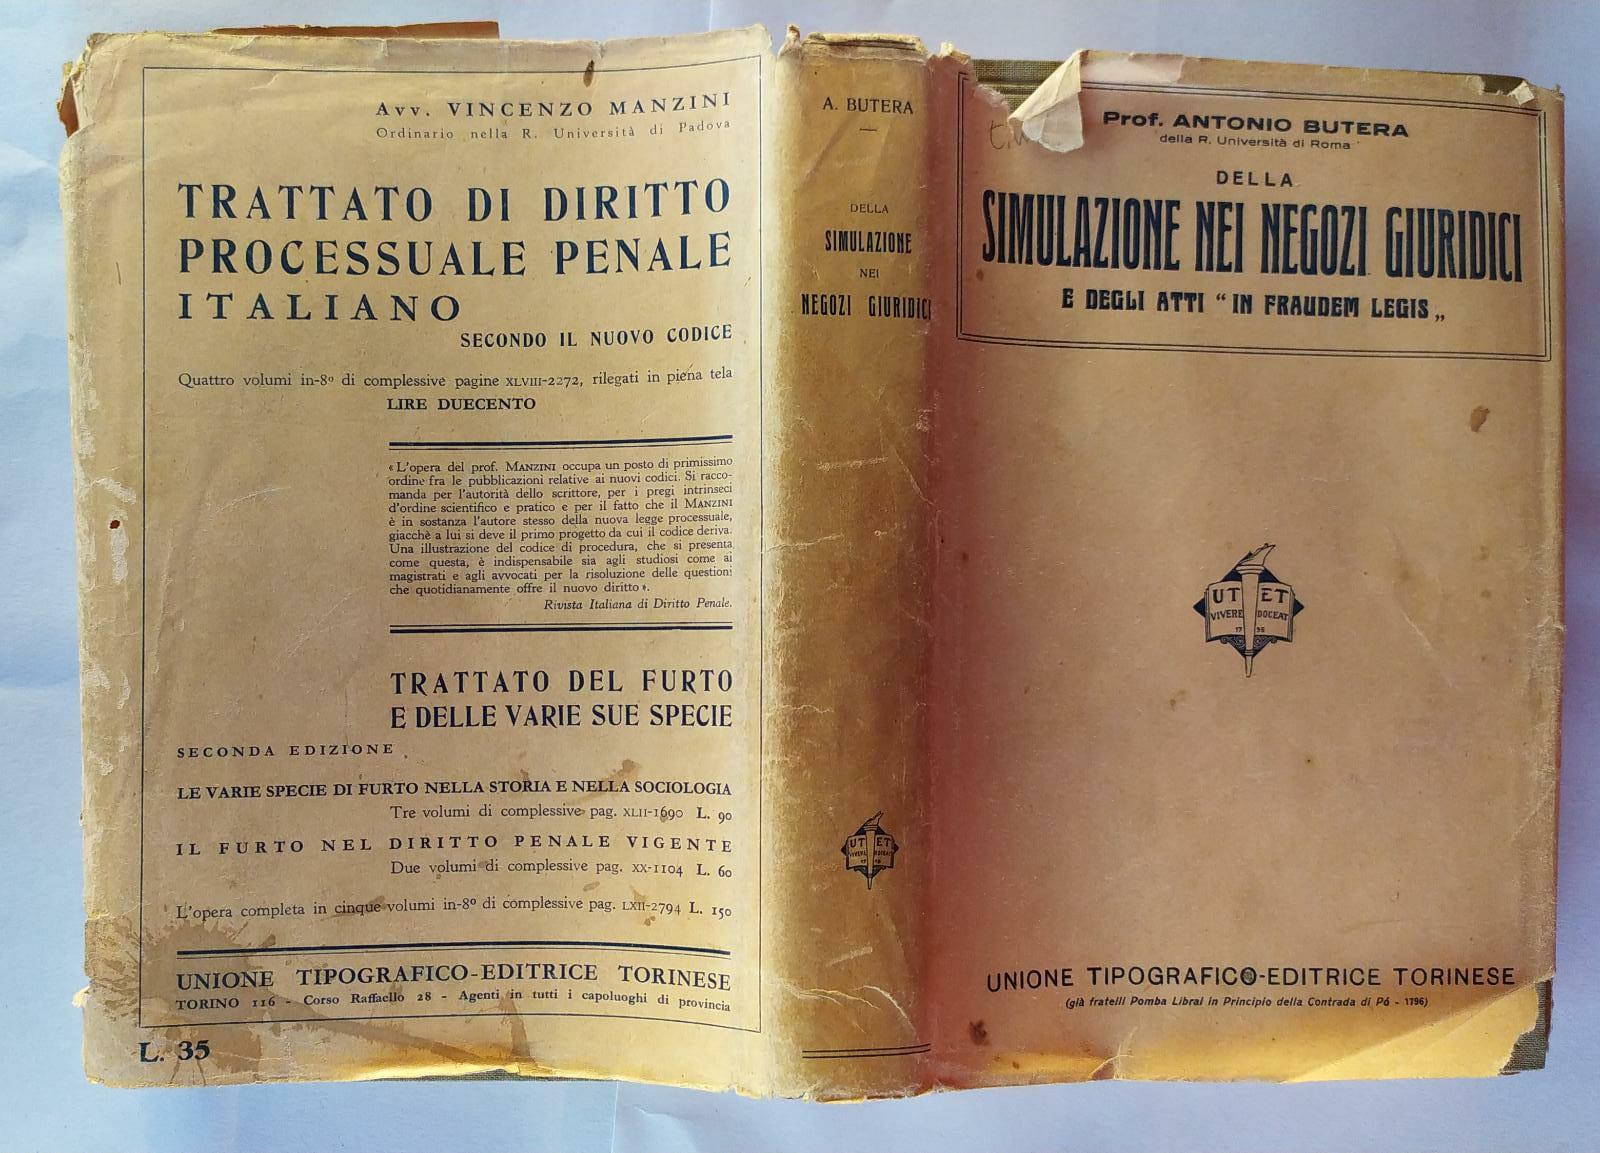 Avv. VINCENZO MANZINI
Ordinario nella R. Università di Padova
TRATTATO DI DIRITTO
PROCESSUALE PENALE
ITALIANO
SECONDO IL NUOVO CODICE
Quattro volumi in-8º di complessive pagine XLVIII-2272, rilegati in piena tela
LIRE DUECENTO
« L'opera del prof. MANZINI occupa un posto di primissimo
ordine fra le pubblicazioni relative ai nuovi codici. Si racco-
manda per l'autorità dello scrittore, per i pregi intrinseci
d'ordine scientifico e pratico e per il fatto che il MANZINI
è in sostanza l'autore stesso della nuova legge processuale,
giacchè a lui si deve il primo progetto da cui il codice deriva.
Una illustrazione del codice di procedura, che si presenta
come questa, è indispensabile sia agli studiosi come ai
magistrati e agli avvocati per la risoluzione delle questioni
che quotidianamente offre il nuovo diritto ».
Rivista Italiana di Diritto Penale.
TRATTATO DEL FURTO
E DELLE VARIE SUE SPECIE
SECONDA EDIZIONE
LE VARIE SPECIE DI FURTO NELLA STORIA E NELLA SOCIOLOGIA
Tre volumi di complessive pag. XLII-1690 L. 90
IL FURTO NEL DIRITTO PENALE VIGENTE
Due volumi di complessive pag. XX-1104 L. 60
L'opera completa in cinque volumi in-8º di complessive pag. LXII-2794 L. 150
UNIONE TIPOGRAFICO-EDITRICE TORINESE
TORINO 116 - Corso Raffaello 28 - Agenti in tutti i capoluoghi di provincia
L. 35
A. BUTERA
DELLA
SIMULAZIONE
NEI
NEGOZI GIURIDICI
UT ET
VIVERE DOCEAT
17 96
Prof. ANTONIO BUTERA
della R. Università di Roma
DELLA
SIMULAZIONE NEI NEGOZI GIURIDICI
E DEGLI ATTI “ IN FRAUDEM LEGIS „
UT ET
VIVERE DOCEAT
17 96
UNIONE TIPOGRAFICO-EDITRICE TORINESE
(già fratelli Pomba Librai in Principio della Contrada di Pó - 1796)